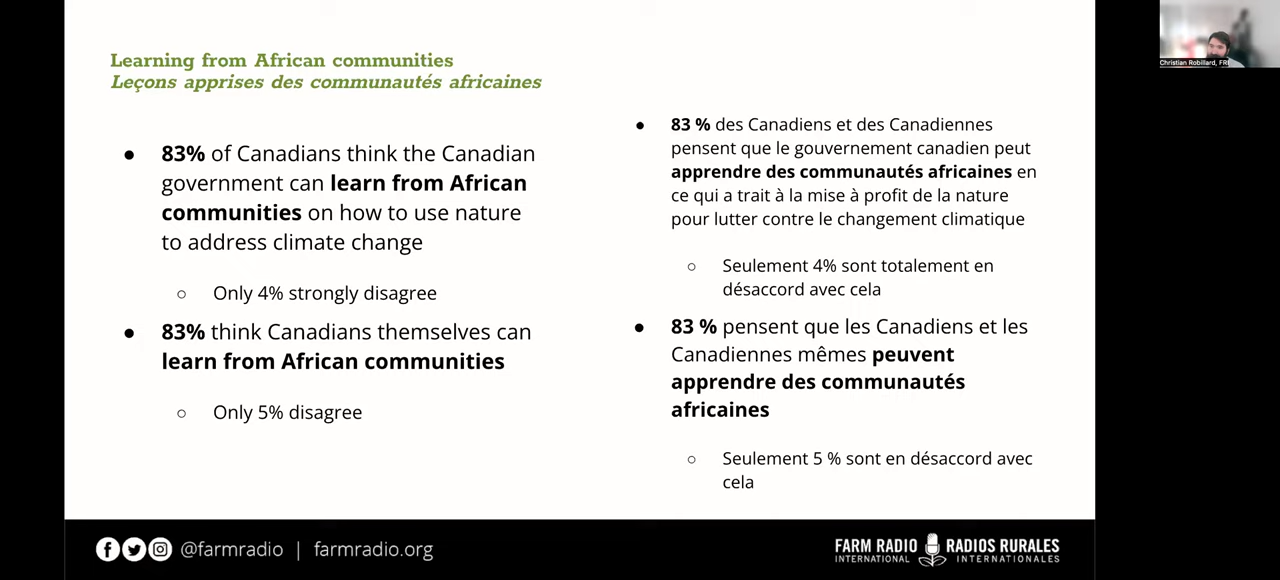 Learning from African communities
Leçons apprises des communautés africaines
● 83% of Canadians think the Canadian
government can learn from African
communities on how to use nature
to address climate change
○ Only 4% strongly disagree
● 83% think Canadians themselves can
learn from African communities
○ Only 5% disagree
● 83 % des Canadiens et des Canadiennes
pensent que le gouvernement canadien peut
apprendre des communautés africaines en
ce qui a trait à la mise à profit de la nature
pour lutter contre le changement climatique
○ Seulement 4% sont totalement en
désaccord avec cela
● 83 % pensent que les Canadiens et les
Canadiennes mêmes peuvent
apprendre des communautés
africaines
○ Seulement 5 % sont en désaccord avec
cela
@farmradio | farmradio.org
FARM RADIO RADIOS RURALES
INTERNATIONAL INTERNATIONALES
Christian Robillard, FRI